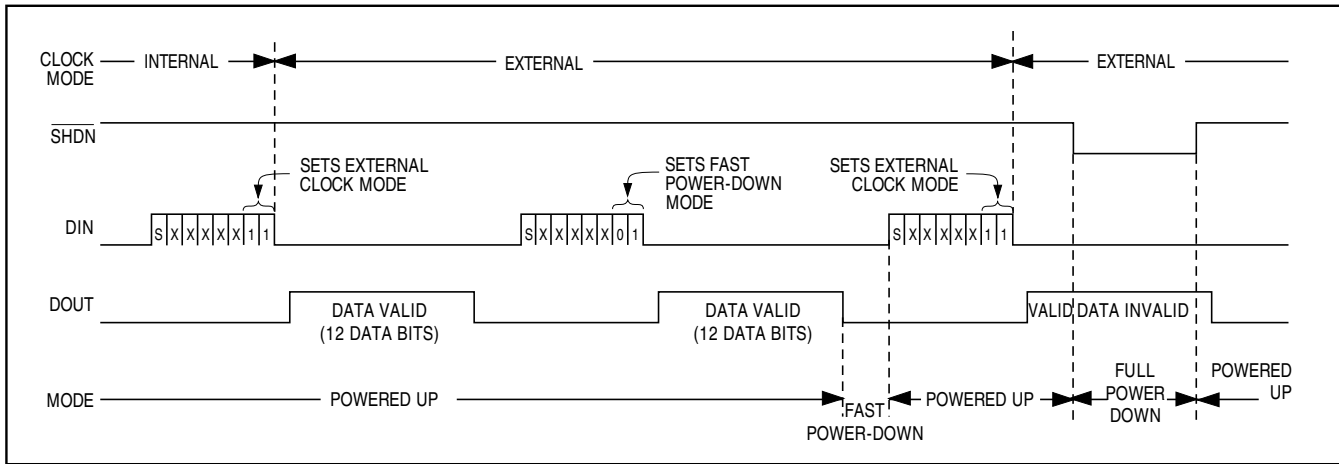 CLOCK
MODE
INTERNAL
EXTERNAL
EXTERNAL
SHDN
SETS EXTERNAL
CLOCK MODE
SETS FAST
POWER-DOWN
MODE
SETS EXTERNAL
CLOCK MODE
DIN
S X X X X X 1 1
S X X X X X 0 1
S X X X X X 1 1
DOUT
DATA VALID
(12 DATA BITS)
DATA VALID
(12 DATA BITS)
VALID
DATA INVALID
MODE
POWERED UP
FAST
POWER-DOWN
POWERED UP
FULL
POWER
DOWN
POWERED
UP